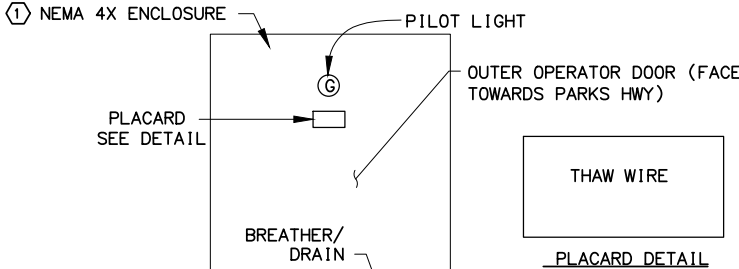 1 NEMA 4X ENCLOSURE
PILOT LIGHT
G
OUTER OPERATOR DOOR (FACE
TOWARDS PARKS HWY)
PLACARD
SEE DETAIL
THAW WIRE
BREATHER/
DRAIN
PLACARD DETAIL